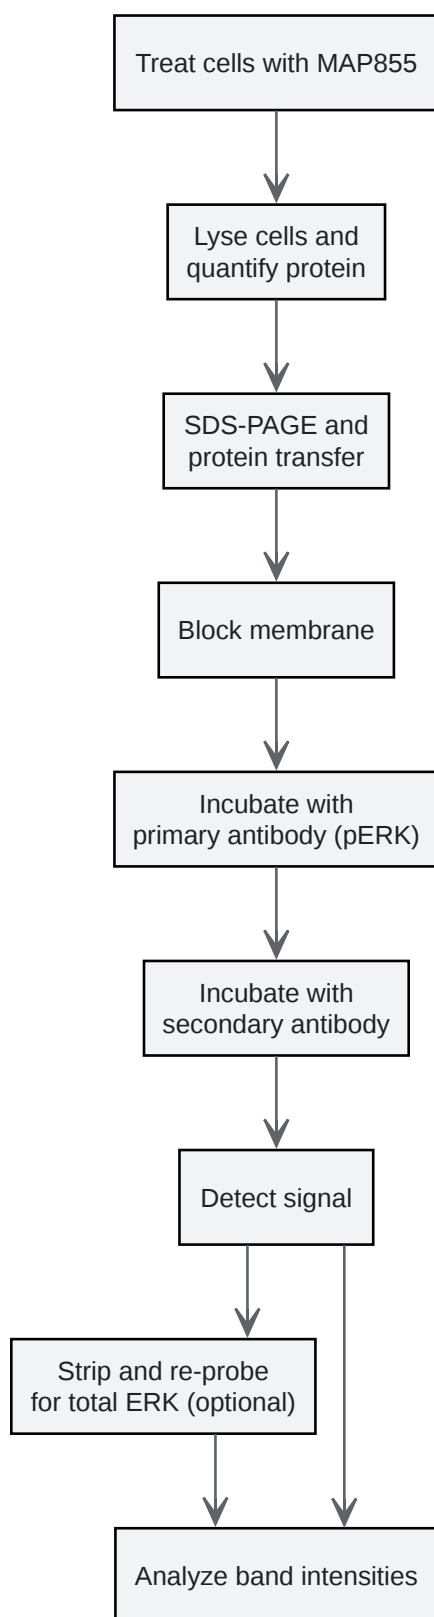 Treat cells with MAP855
Lyse cells and
quantify protein
SDS-PAGE and
protein transfer
Block membrane
Incubate with
primary antibody (pERK)
Incubate with
secondary antibody
Detect signal
Strip and re-probe
for total ERK (optional)
Analyze band intensities